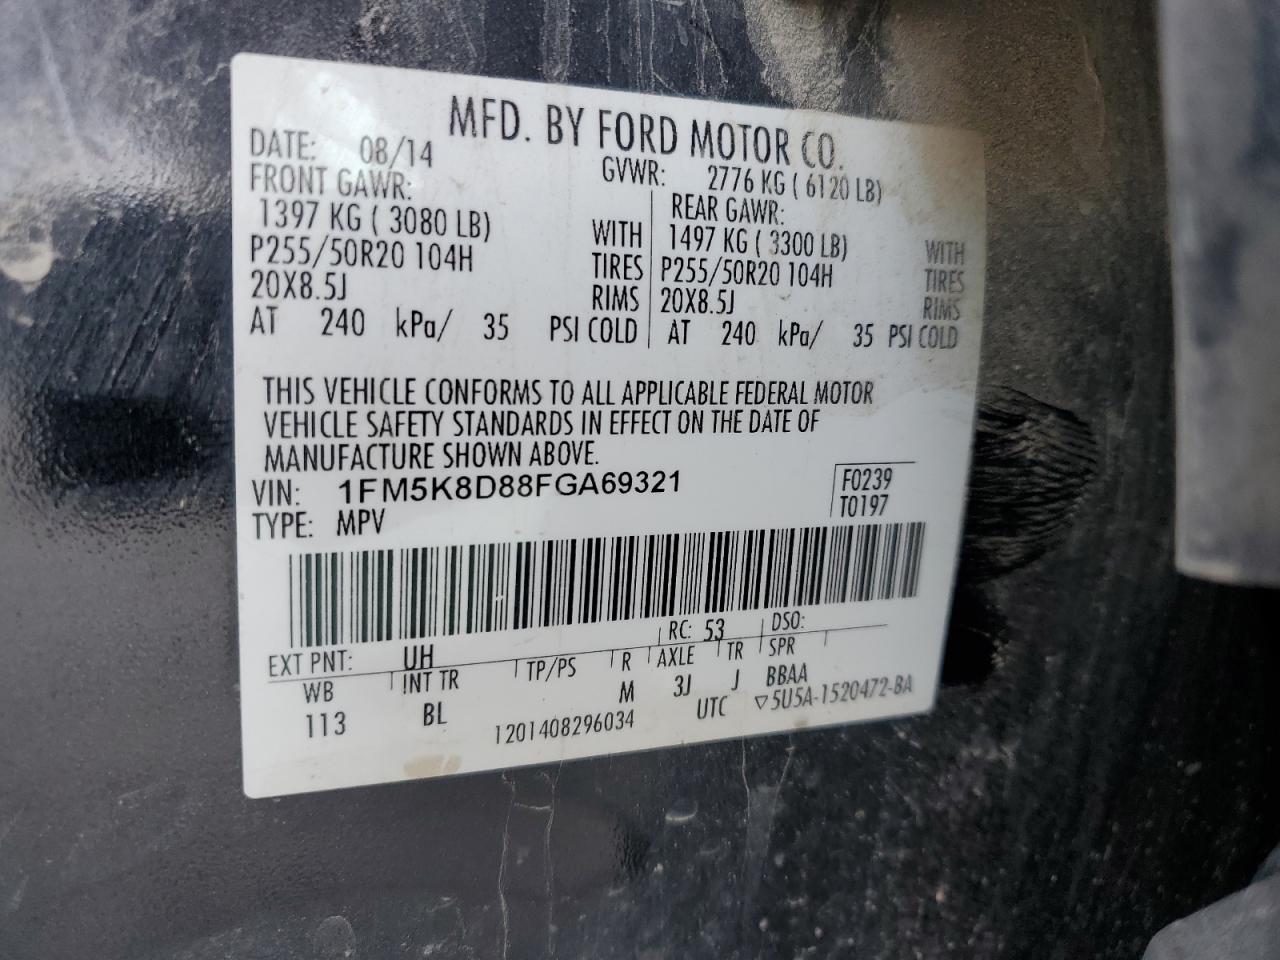 MFD. BY FORD MOTOR CO.
DATE: 08/14 GVWR: 2776 KG ( 6120 LB)
FRONT GAWR: REAR GAWR:
1397 KG ( 3080 LB) WITH 1497 KG ( 3300 LB) WITH
P255/50R20 104H TIRES P255/50R20 104H TIRES
20X8.5J RIMS 20X8.5J RIMS
AT 240 kPa/ 35 PSI COLD AT 240 kPa/ 35 PSI COLD
THIS VEHICLE CONFORMS TO ALL APPLICABLE FEDERAL MOTOR
VEHICLE SAFETY STANDARDS IN EFFECT ON THE DATE OF
MANUFACTURE SHOWN ABOVE.
VIN: 1FM5K8D88FGA69321 F0239
TYPE: MPV T0197
EXT PNT: UH RC: 53 DSO:
WB INT TR TP/PS R AXLE TR SPR
113 BL M 3J J BBAA
1201408296034 UTC ▽5U5A-1520472-BA